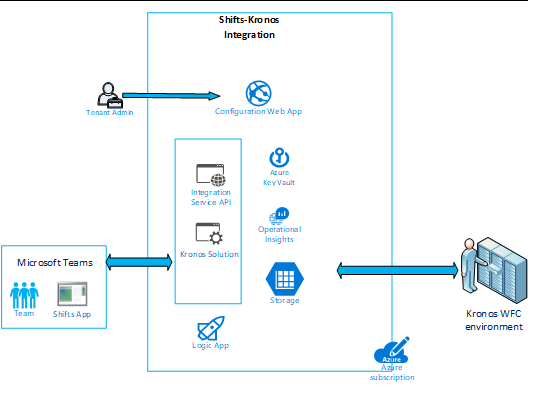 Shifts-Kronos
Integration
Tenant Admin
Configuration Web App
Azure
Key Vault
Integration
Service API
Operational
Insights
Kronos Solution
Microsoft Teams
Team
Shifts App
Storage
Kronos WFC
environment
Logic App
Azure
Azure
subscription